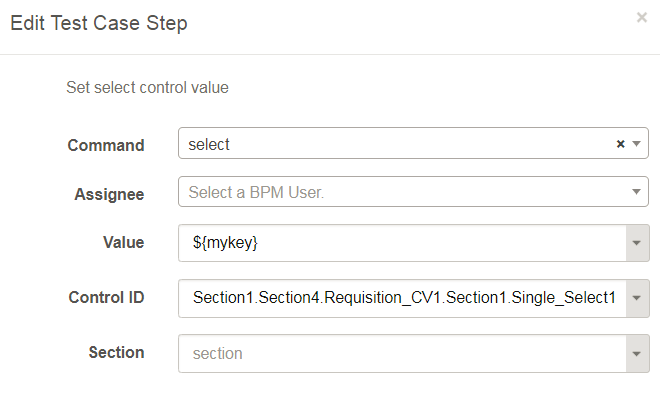 Edit Test Case Step ×
Set select control value
Command select ×
Assignee Select a BPM User.
Value ${mykey}
Control ID Section1.Section4.Requisition_CV1.Section1.Single_Select1
Section section